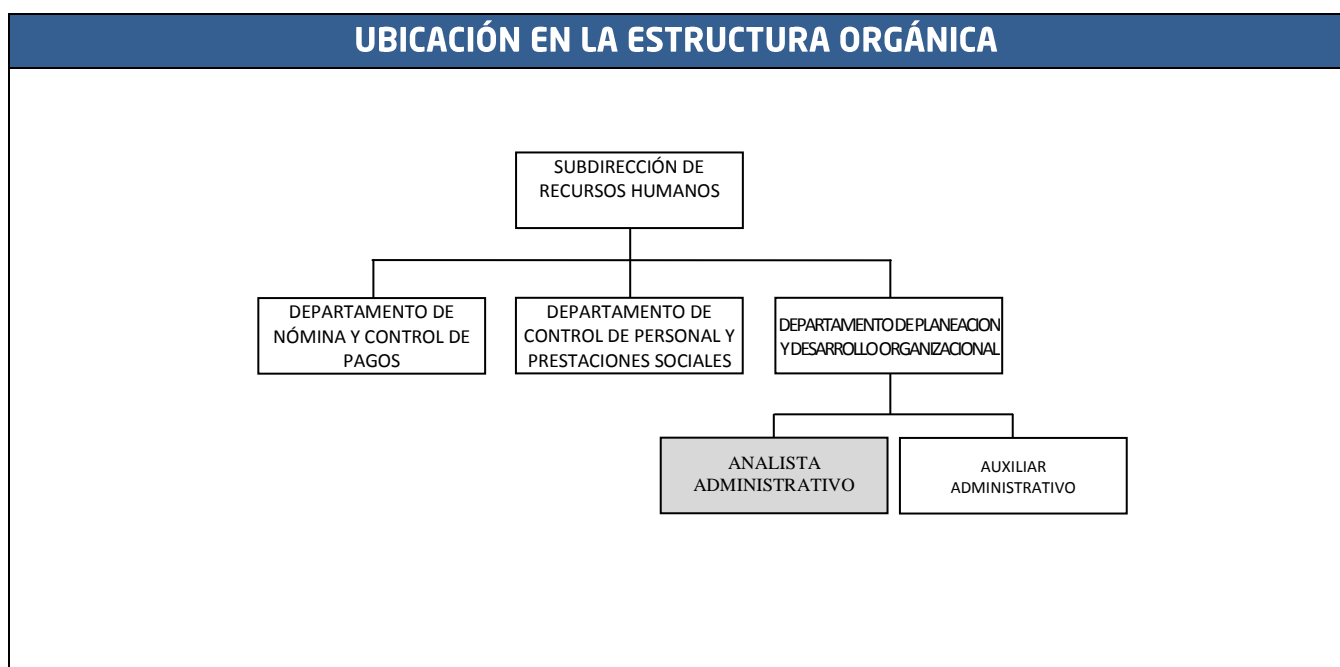 UBICACIÓN EN LA ESTRUCTURA ORGÁNICA
SUBDIRECCIÓN DE
RECURSOS HUMANOS
DEPARTAMENTO DE
NÓMINA Y CONTROL DE
PAGOS
DEPARTAMENTO DE
CONTROL DE PERSONAL Y
PRESTACIONES SOCIALES
DEPARTAMENTO DE PLANEACION
Y DESARROLLO ORGANIZACIONAL
ANALISTA
ADMINISTRATIVO
AUXILIAR
ADMINISTRATIVO